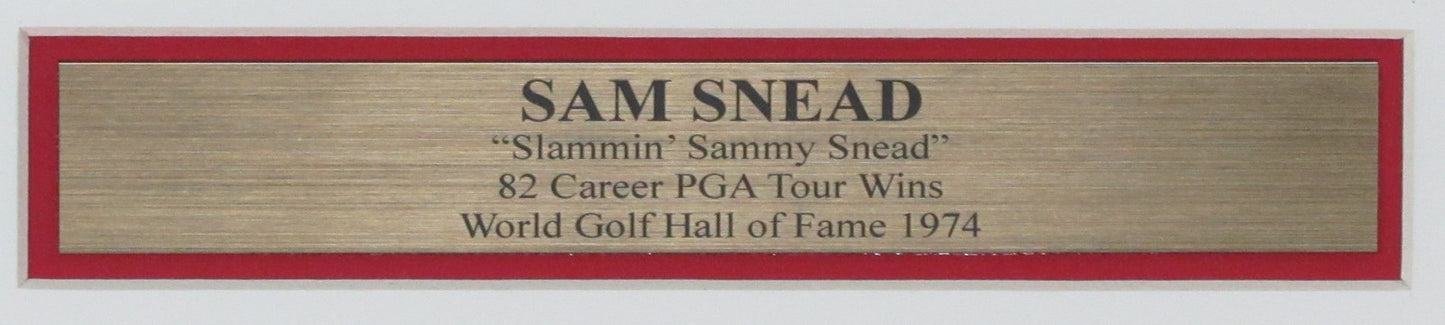 SAM SNEAD
“Slammin’ Sammy Snead”
82 Career PGA Tour Wins
World Golf Hall of Fame 1974